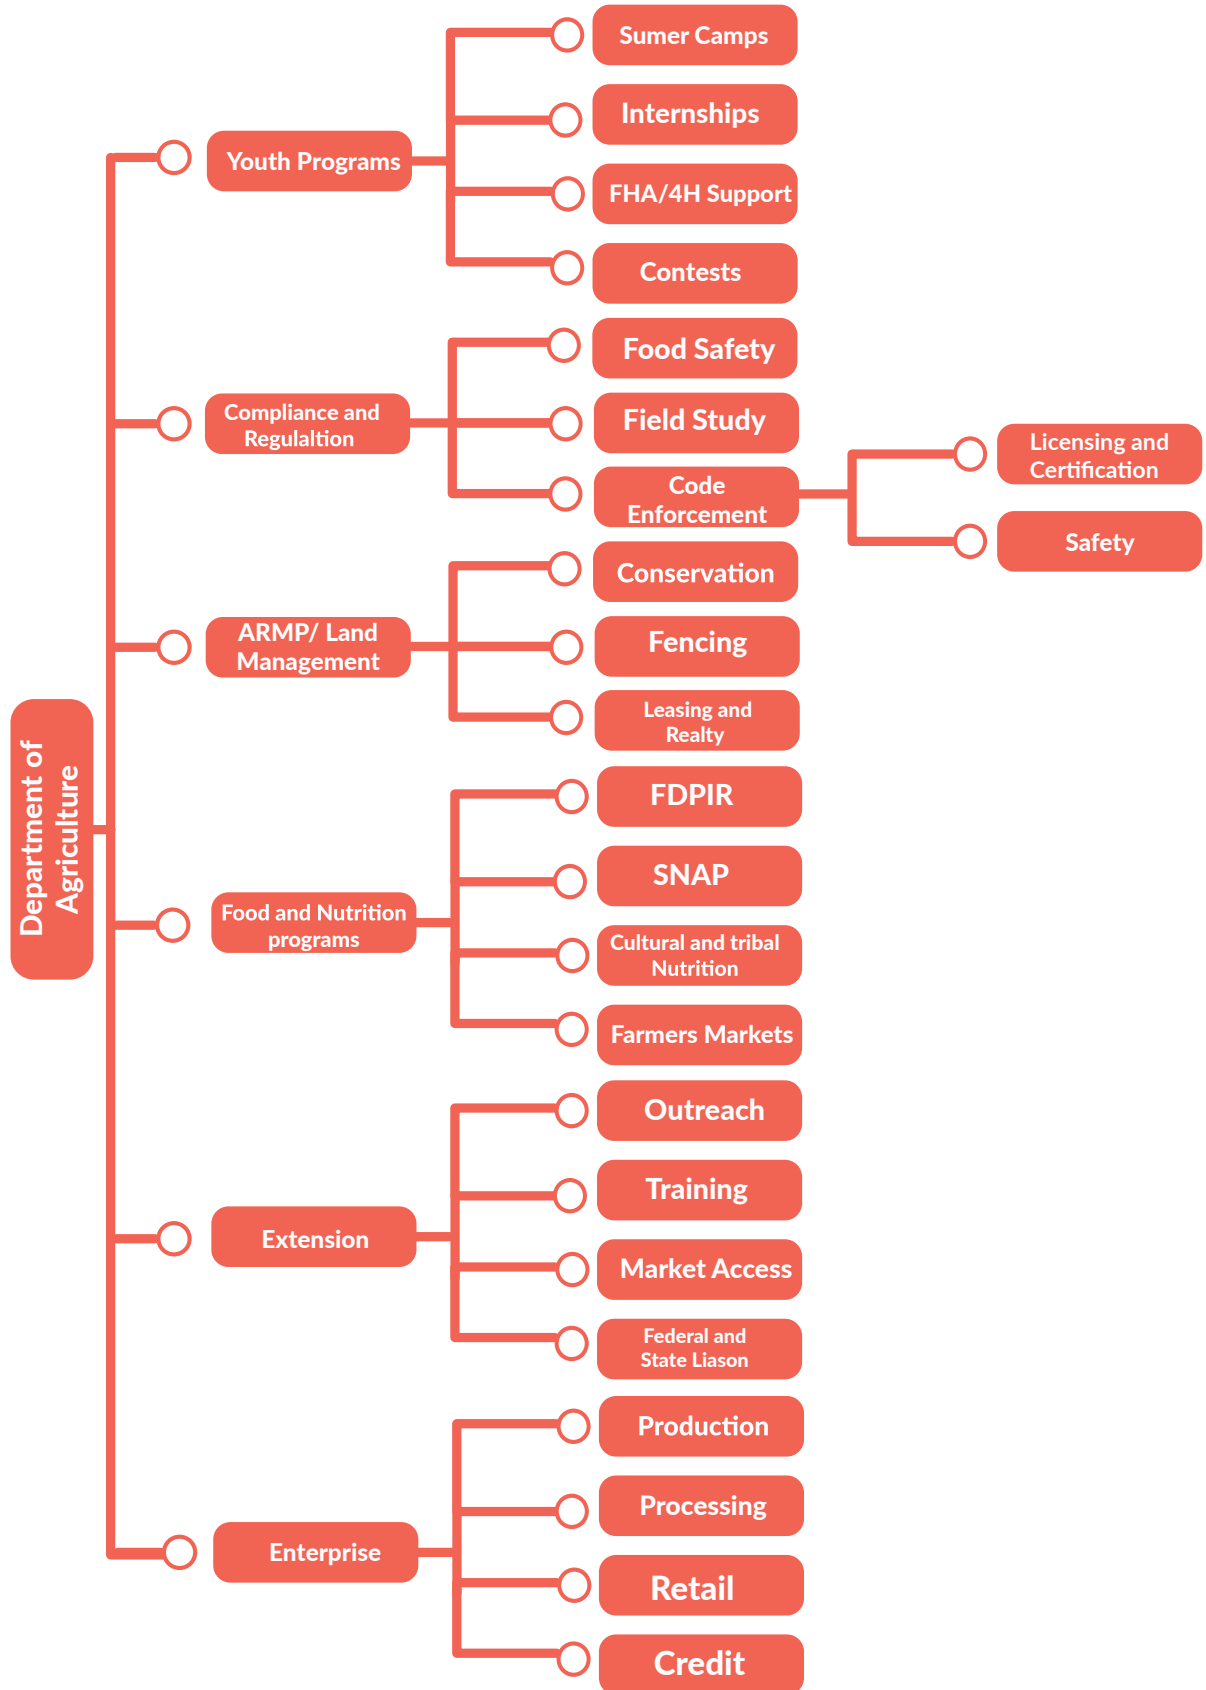 Department of
Agriculture
Youth Programs
Sumer Camps
Internships
FHA/4H Support
Contests
Compliance and
Regulaltion
Food Safety
Field Study
Code
Enforcement
Licensing and
Certification
Safety
ARMP/ Land
Management
Conservation
Fencing
Leasing and
Realty
Food and Nutrition
programs
FDPIR
SNAP
Cultural and tribal
Nutrition
Farmers Markets
Extension
Outreach
Training
Market Access
Federal and
State Liason
Enterprise
Production
Processing
Retail
Credit